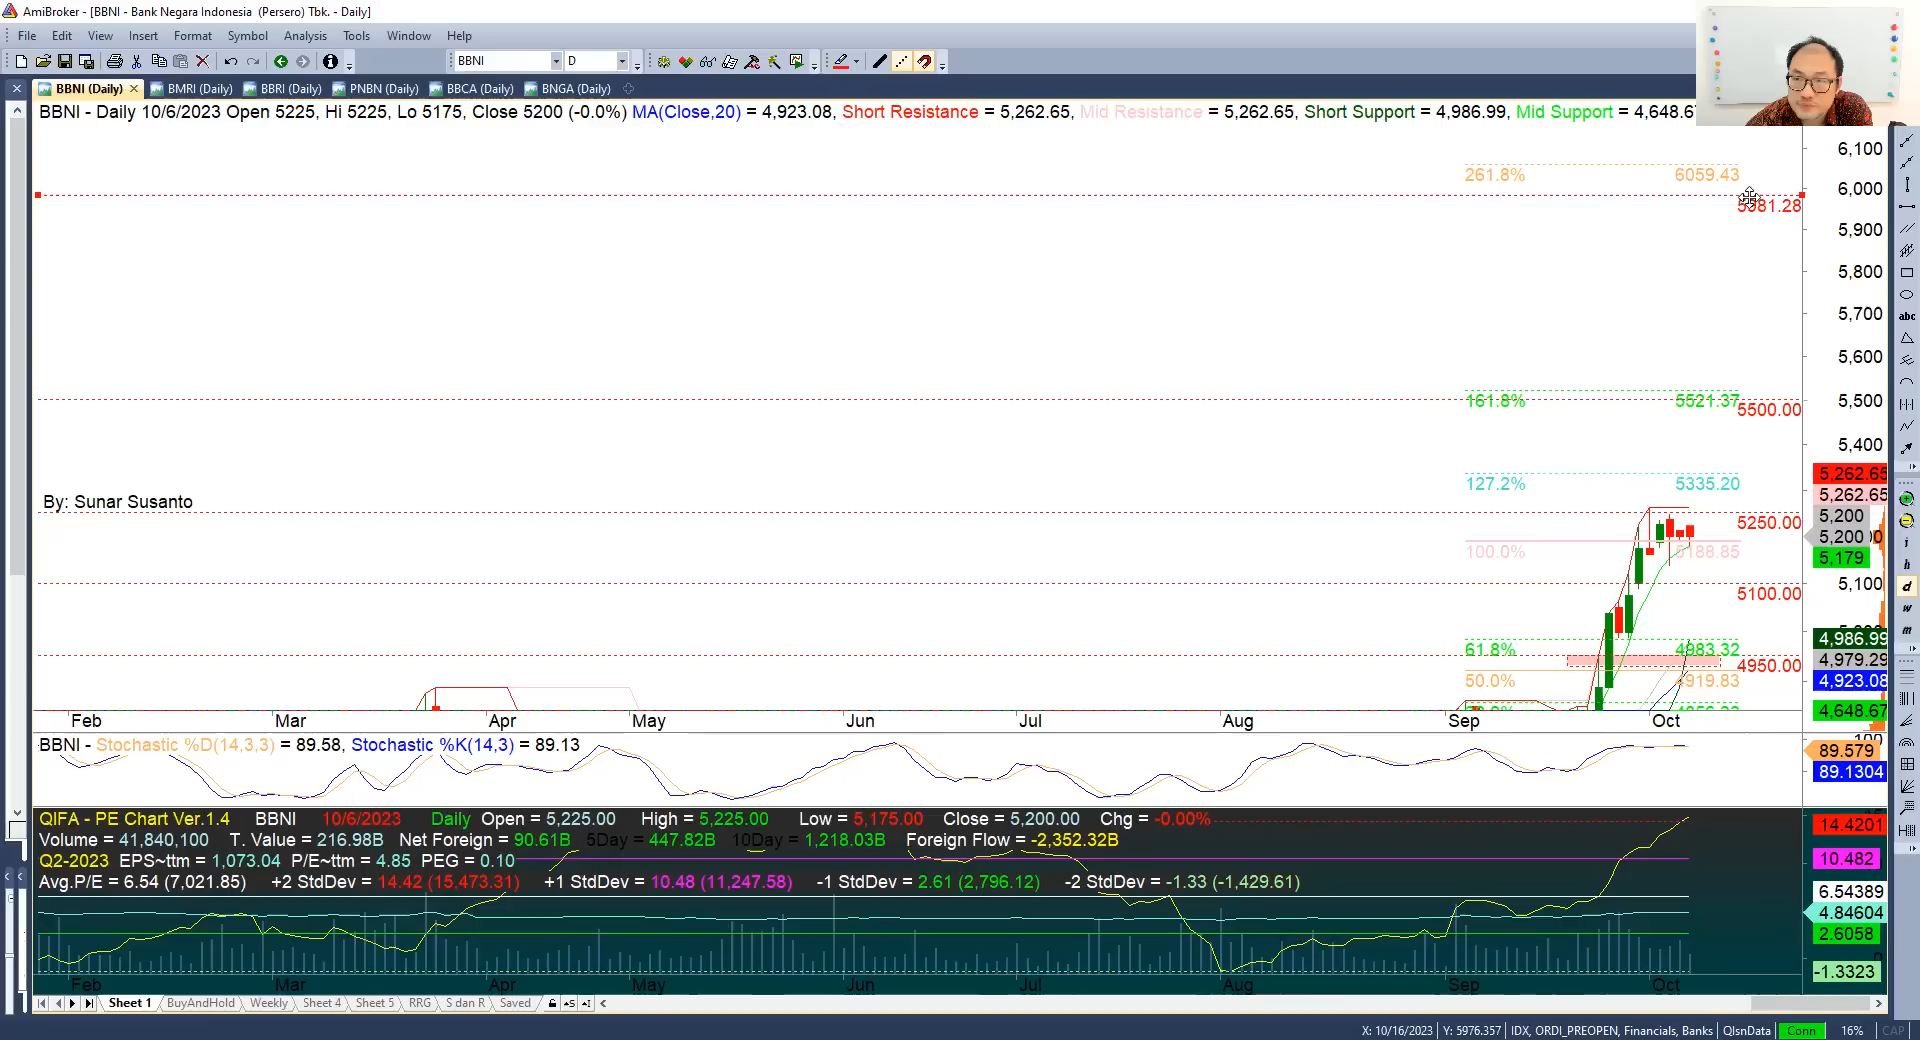 AmiBroker - [BBNI - Bank Negara Indonesia (Persero) Tbk. - Daily]
File Edit View Insert Format Symbol Analysis Tools Window Help
BBNI D
BBNI (Daily) BMRI (Daily) BBRI (Daily) PNBN (Daily) BBCA (Daily) BNGA (Daily)
BBNI - Daily 10/6/2023 Open 5225, Hi 5225, Lo 5175, Close 5200 (-0.0%) MA(Close,20) = 4,923.08, Short Resistance = 5,262.65, Mid Resistance = 5,262.65, Short Support = 4,986.99, Mid Support = 4,648.67
6,100
261.8% 6059.43
6,000
5981.28
5,900
5,800
5,700
5,600
161.8% 5521.37 5,500
5500.00
5,400
5,262.65
127.2% 5335.20
5,262.65
By: Sunar Susanto
5,200
5250.00
5,200
100.0% 5188.85
5,179
5,100
5100.00
4,986.99
61.8% 4983.32
4,979.29
4950.00
50.0% 4919.83
4,923.08
4,648.67
Feb Mar Apr May Jun Jul Aug Sep Oct
BBNI - Stochastic %D(14,3,3) = 89.58, Stochastic %K(14,3) = 89.13
100
89.579
89.1304
QIFA - PE Chart Ver.1.4 BBNI 10/6/2023 Daily Open = 5,225.00 High = 5,225.00 Low = 5,175.00 Close = 5,200.00 Chg = -0.00%
14.4201
Volume = 41,840,100 T. Value = 216.98B Net Foreign = 90.61B 5Day = 447.82B 10Day = 1,218.03B Foreign Flow = -2,352.32B
Q2-2023 EPS~ttm = 1,073.04 P/E~ttm = 4.85 PEG = 0.10
10.482
Avg.P/E = 6.54 (7,021.85) +2 StdDev = 14.42 (15,473.31) +1 StdDev = 10.48 (11,247.58) -1 StdDev = 2.61 (2,796.12) -2 StdDev = -1.33 (-1,429.61)
6.54389
4.84604
2.6058
-1.3323
Feb Mar Apr May Jun Jul Aug Sep Oct
Sheet 1 BuyAndHold Weekly Sheet 4 Sheet 5 RRG S dan R Saved
X: 10/16/2023 Y: 5976.357 IDX, ORDI_PREOPEN, Financials, Banks QlsnData Conn 16% CAP
abc
h
d
w
m